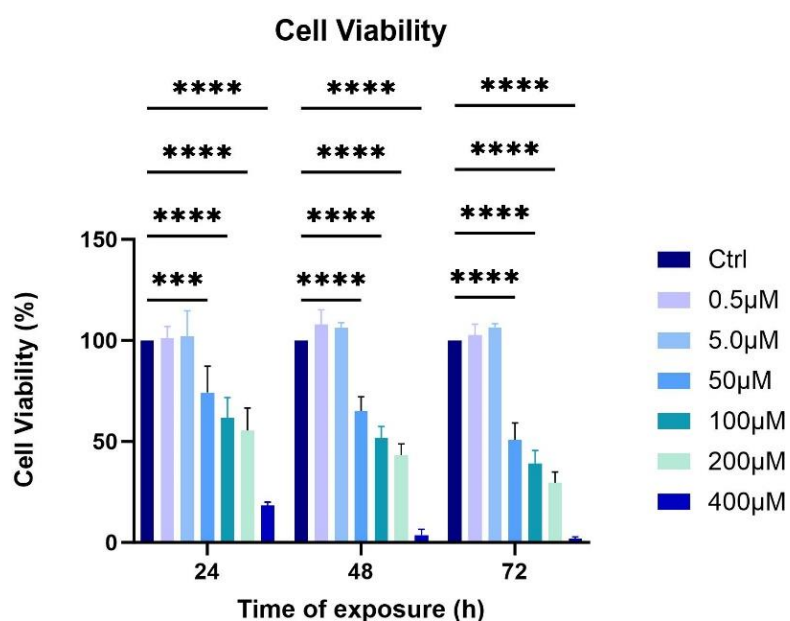 Cell Viability
**** **** ****
**** **** ****
**** **** ****
*** **** ****
150
100
50
0
Cell Viability (%)
24 48 72
Time of exposure (h)
Ctrl
0.5µM
5.0µM
50µM
100µM
200µM
400µM